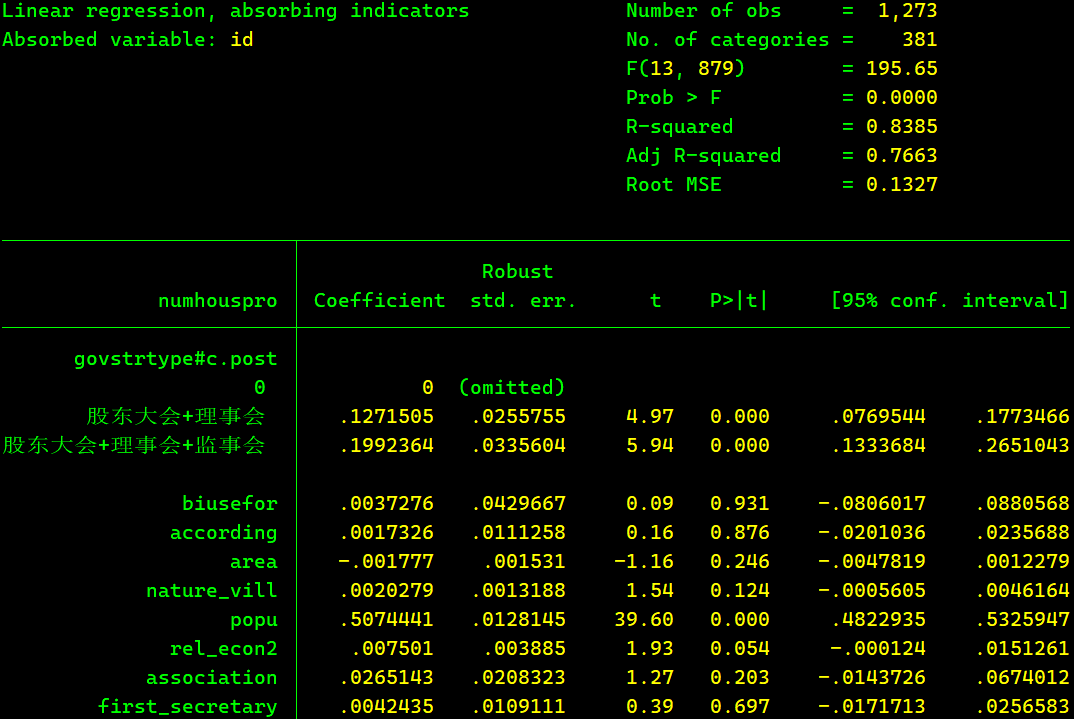 Linear regression, absorbing indicators Number of obs = 1,273
Absorbed variable: id No. of categories = 381
F(13, 879) = 195.65
Prob > F = 0.0000
R-squared = 0.8385
Adj R-squared = 0.7663
Root MSE = 0.1327
Robust
numhouspro Coefficient std. err. t P>|t| [95% conf. interval]
govstrtype#c.post
0 0 (omitted)
股东大会+理事会 .1271505 .0255755 4.97 0.000 .0769544 .1773466
股东大会+理事会+监事会 .1992364 .0335604 5.94 0.000 .1333684 .2651043
biusefor .0037276 .0429667 0.09 0.931 -.0806017 .0880568
according .0017326 .0111258 0.16 0.876 -.0201036 .0235688
area -.001777 .001531 -1.16 0.246 -.0047819 .0012279
nature_vill .0020279 .0013188 1.54 0.124 -.0005605 .0046164
popu .5074441 .0128145 39.60 0.000 .4822935 .5325947
rel_econ2 .007501 .003885 1.93 0.054 -.000124 .0151261
association .0265143 .0208323 1.27 0.203 -.0143726 .0674012
first_secretary .0042435 .0109111 0.39 0.697 -.0171713 .0256583